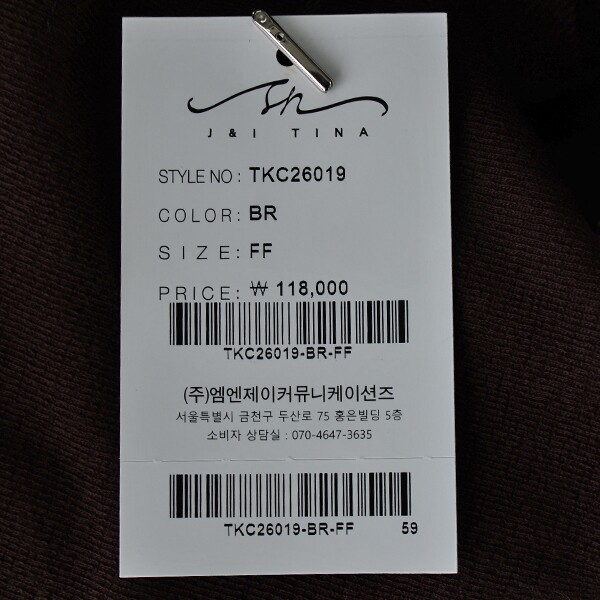 J & I TINA
STYLE NO : TKC26019
COLOR: BR
SIZE: FF
PRICE: ₩ 118,000
TKC26019-BR-FF
(주)엠엔제이커뮤니케이션즈
서울특별시 금천구 두산로 75 홍은빌딩 5층
소비자 상담실 : 070-4647-3635
TKC26019-BR-FF 59